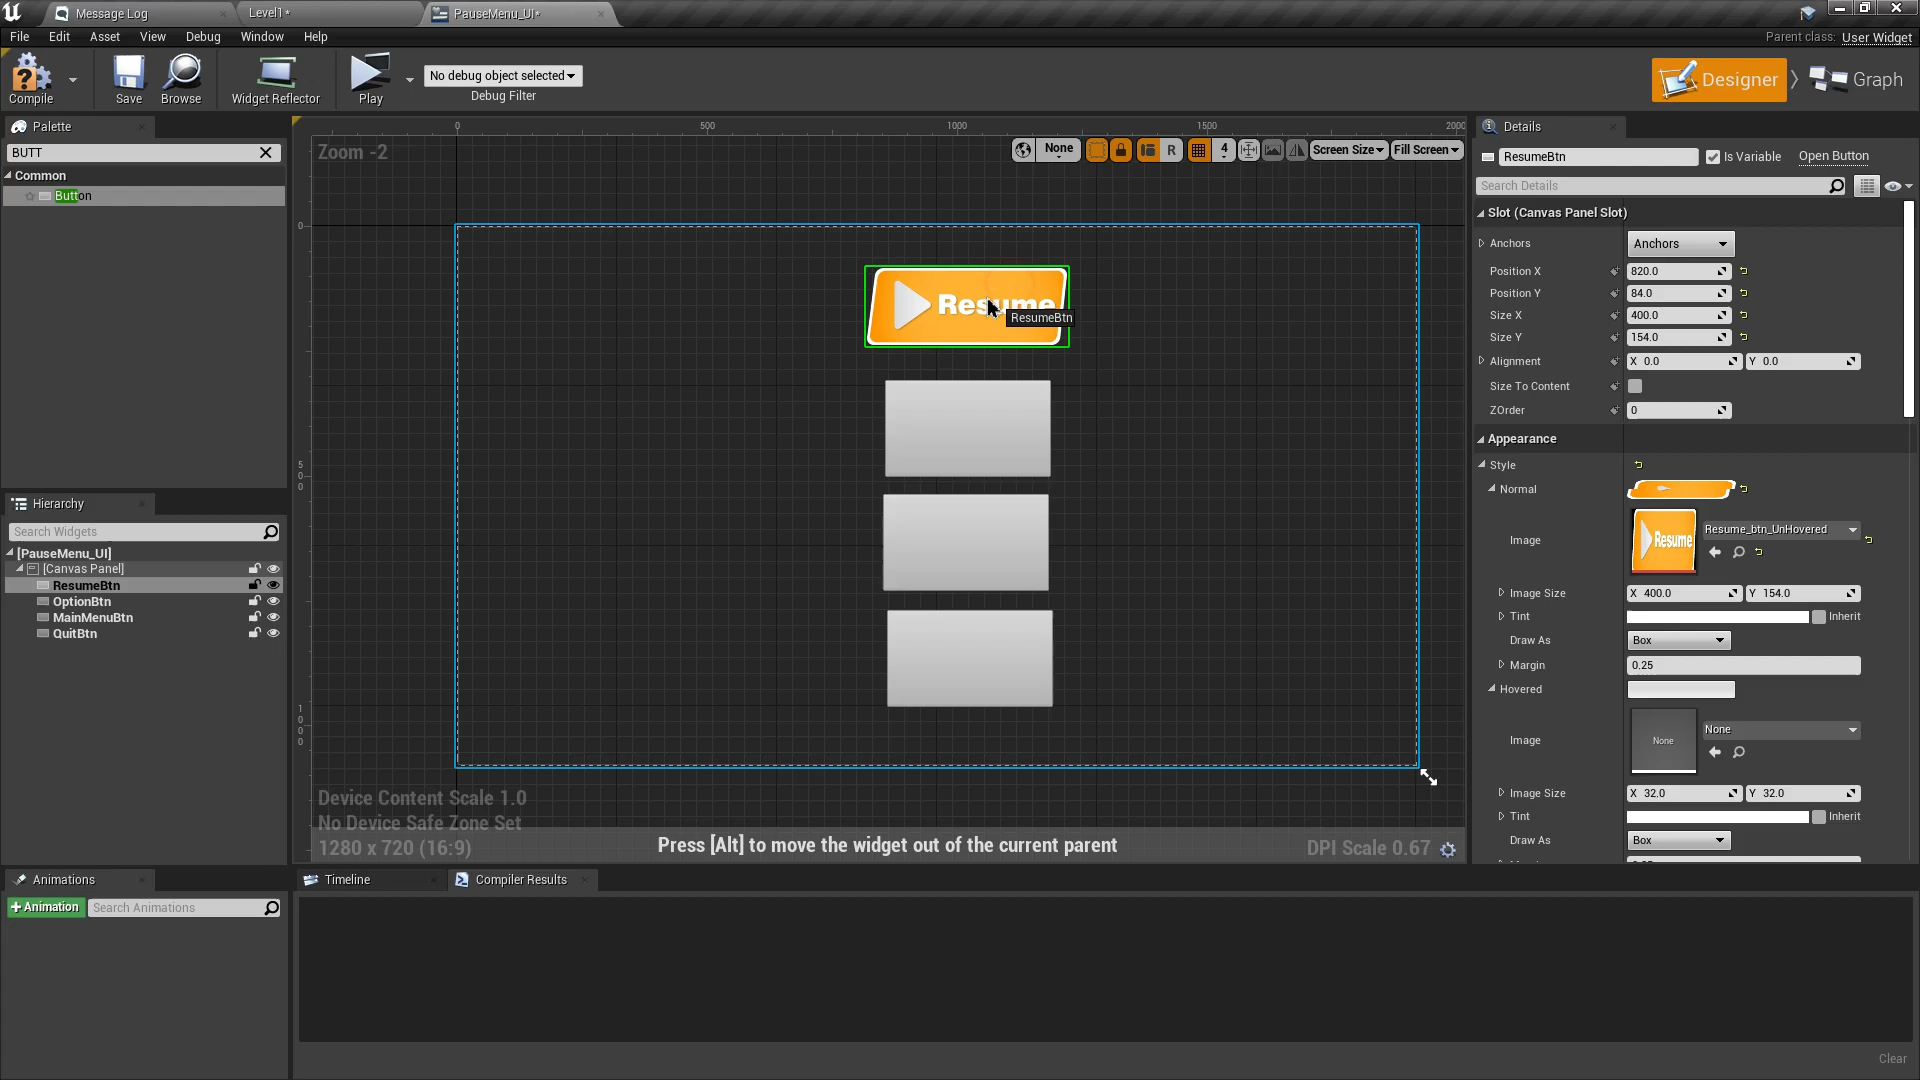 Message Log
Level1*
PauseMenu_UI*
File Edit Asset View Debug Window Help
Parent class: User Widget
Compile
Save
Browse
Widget Reflector
Play
No debug object selected
Debug Filter
Designer
Graph
Palette
BUTT
Common
Button
Hierarchy
Search Widgets
[PauseMenu_UI]
[Canvas Panel]
ResumeBtn
OptionBtn
MainMenuBtn
QuitBtn
Animations
+Animation
Search Animations
0 500 1000 1500 2000
Zoom -2
None
R
4
Screen Size
Fill Screen
0
500
1000
Resume
ResumeBtn
Device Content Scale 1.0
No Device Safe Zone Set
1280 x 720 (16:9)
Press [Alt] to move the widget out of the current parent
DPI Scale 0.67
Timeline
Compiler Results
Clear
Details
ResumeBtn
Is Variable
Open Button
Search Details
Slot (Canvas Panel Slot)
Anchors Anchors
Position X 820.0
Position Y 84.0
Size X 400.0
Size Y 154.0
Alignment X 0.0 Y 0.0
Size To Content
ZOrder 0
Appearance
Style
Normal
Image Resume Resume_btn_UnHovered
Image Size X 400.0 Y 154.0
Tint Inherit
Draw As Box
Margin 0.25
Hovered
Image None None
Image Size X 32.0 Y 32.0
Tint Inherit
Draw As Box